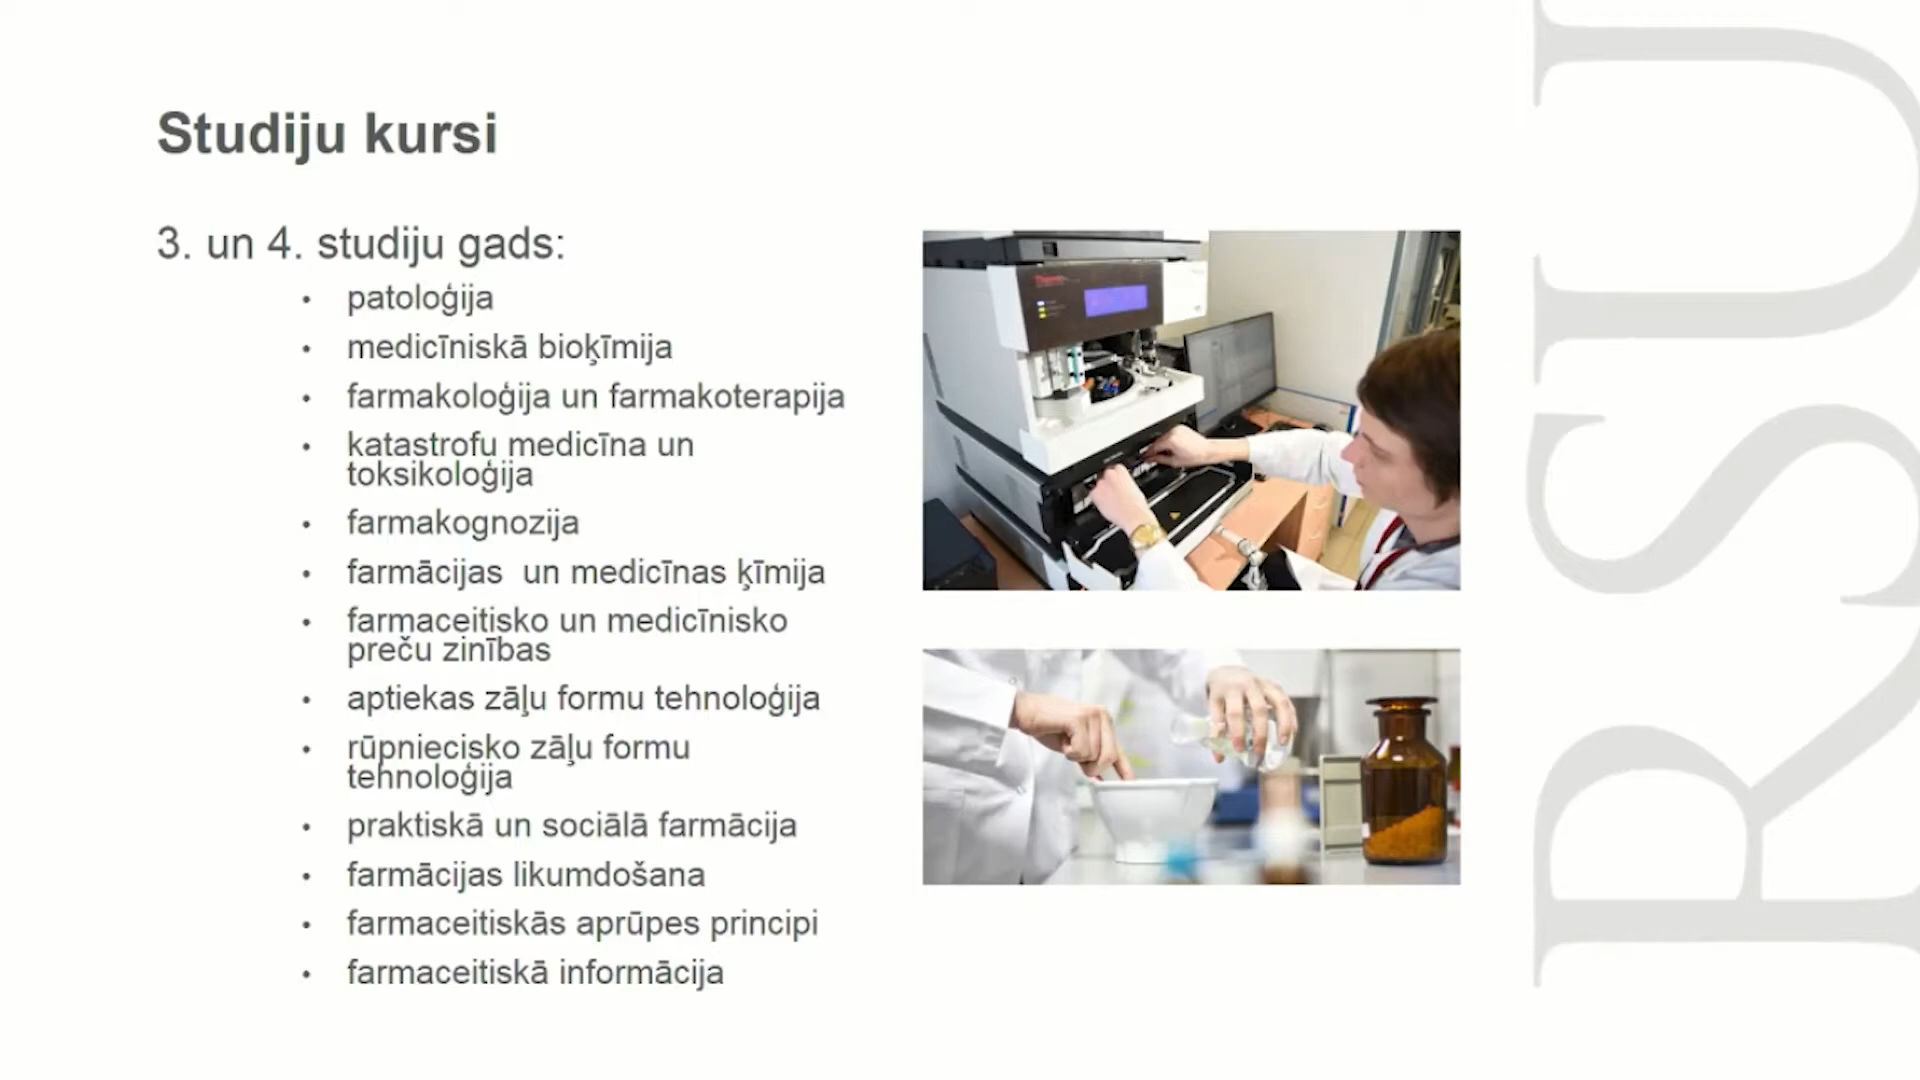 Studiju kursi
3. un 4. studiju gads:
• patoloģija
• medicīniskā bioķīmija
• farmakoloģija un farmakoterapija
• katastrofu medicīna un
toksikoloģija
• farmakognozija
• farmācijas un medicīnas ķīmija
• farmaceitisko un medicīnisko
preču zinības
• aptiekas zāļu formu tehnoloģija
• rūpniecisko zāļu formu
tehnoloģija
• praktiskā un sociālā farmācija
• farmācijas likumdošana
• farmaceitiskās aprūpes principi
• farmaceitiskā informācija
RSU